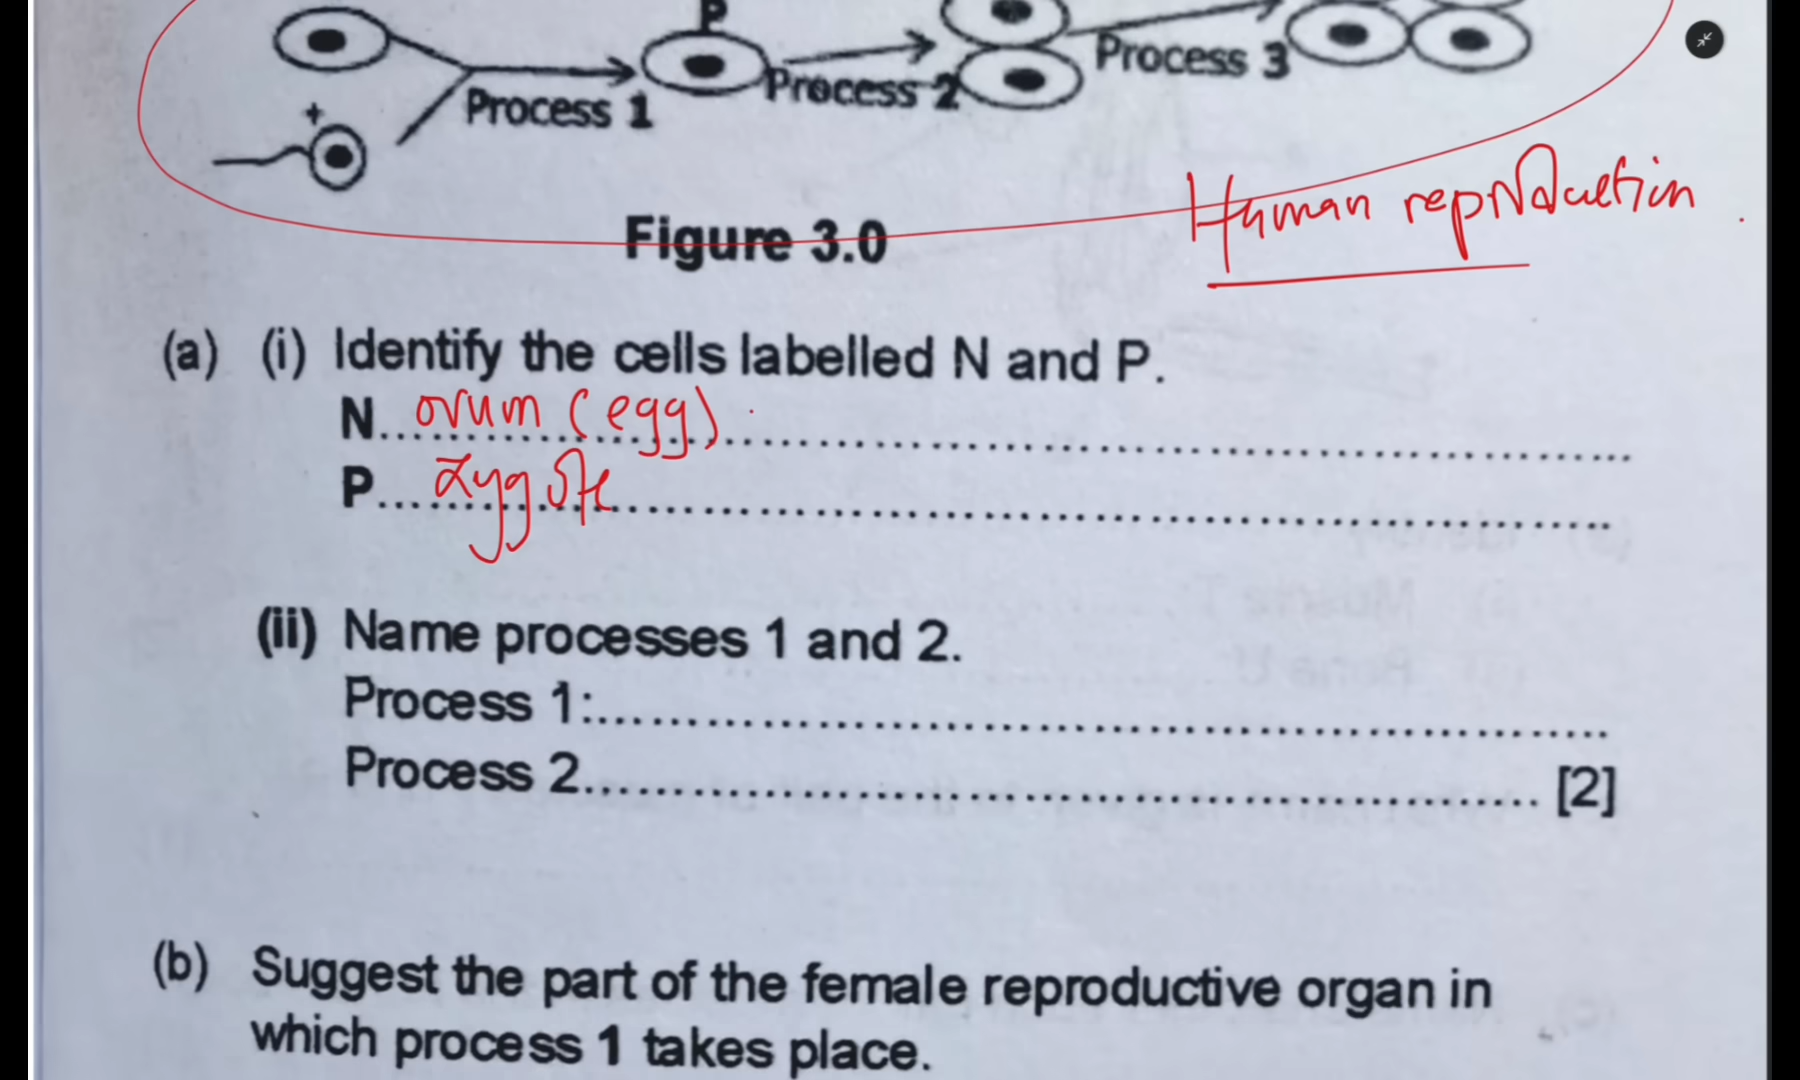 P
Process 1
Process 2
Process 3
+
Figure 3.0
Human reproduction.
(a) (i) Identify the cells labelled N and P.
N...ovum (egg).
P...zygote
(ii) Name processes 1 and 2.
Process 1:
Process 2 [2]
(b) Suggest the part of the female reproductive organ in
which process 1 takes place.